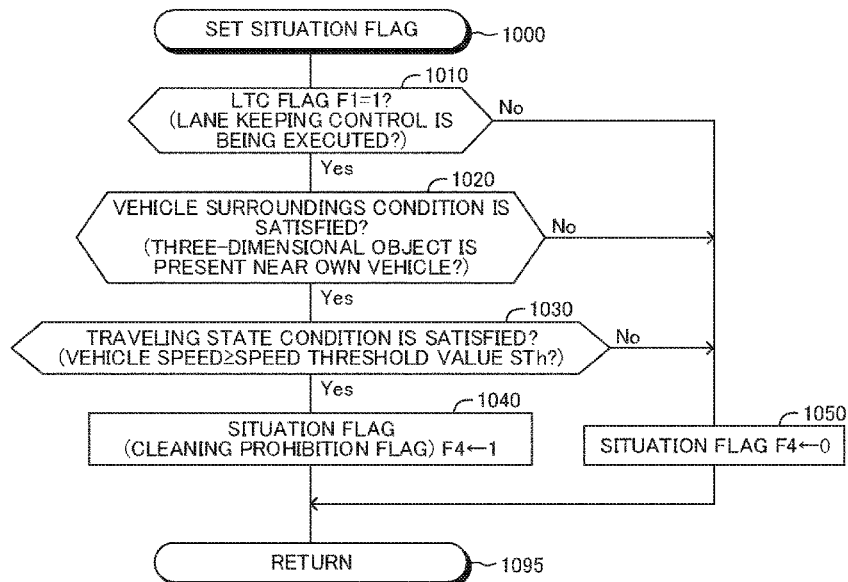 SET SITUATION FLAG
1000
1010
LTC FLAG F1=1?
(LANE KEEPING CONTROL IS
BEING EXECUTED?)
No
Yes
1020
VEHICLE SURROUNDINGS CONDITION IS
SATISFIED?
(THREE-DIMENSIONAL OBJECT IS
PRESENT NEAR OWN VEHICLE?)
No
Yes
1030
TRAVELING STATE CONDITION IS SATISFIED?
(VEHICLE SPEED≥SPEED THRESHOLD VALUE STh?)
No
Yes
1040
SITUATION FLAG
(CLEANING PROHIBITION FLAG) F4←1
1050
SITUATION FLAG F4←0
RETURN
1095